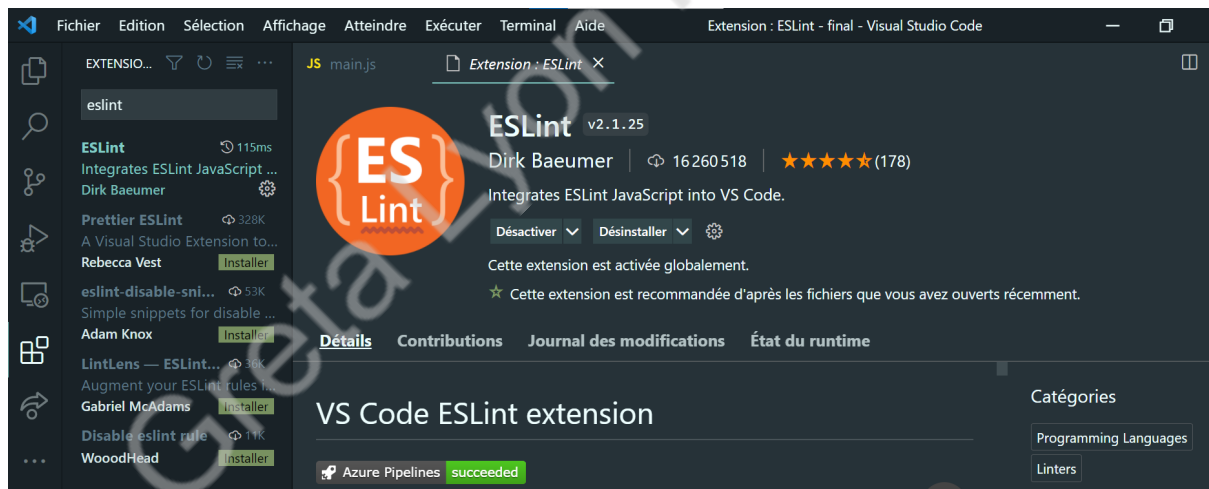 Fichier Edition Sélection Affichage Atteindre Exécuter Terminal Aide Extension : ESLint - final - Visual Studio Code
EXTENSIO...
eslint
ESLint 115ms
Integrates ESLint JavaScript ...
Dirk Baeumer
Prettier ESLint 328K
A Visual Studio Extension to...
Rebecca Vest Installer
eslint-disable-sni... 53K
Simple snippets for disable ...
Adam Knox Installer
LintLens — ESLint... 36K
Augment your ESLint rules i...
Gabriel McAdams Installer
Disable eslint rule 11K
WooodHead Installer
JS main.js Extension : ESLint ×
{ES
Lint}
ESLint v2.1.25
Dirk Baeumer 16260518 ★★★★★(178)
Integrates ESLint JavaScript into VS Code.
Désactiver Désinstaller
Cette extension est activée globalement.
Cette extension est recommandée d'après les fichiers que vous avez ouverts récemment.
Détails Contributions Journal des modifications État du runtime
VS Code ESLint extension
Azure Pipelines succeeded
Catégories
Programming Languages
Linters
Greta Lyon